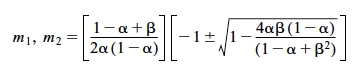 m₁, m₂ = [ (1−α+β) / (2α(1−α)) ] [ −1 ± √( 1 − (4αβ(1−α)) / ((1−α+β²)) ) ]